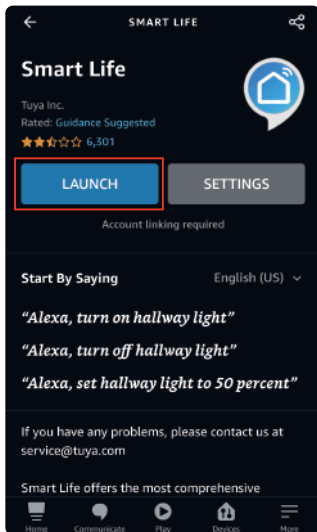 SMART LIFE
Smart Life
Tuya Inc.
Rated: Guidance Suggested
6,301
LAUNCH
SETTINGS
Account linking required
Start By Saying
English (US)
“Alexa, turn on hallway light”
“Alexa, turn off hallway light”
“Alexa, set hallway light to 50 percent”
If you have any problems, please contact us at
service@tuya.com
Smart Life offers the most comprehensive
Home
Communicate
Play
Devices
More